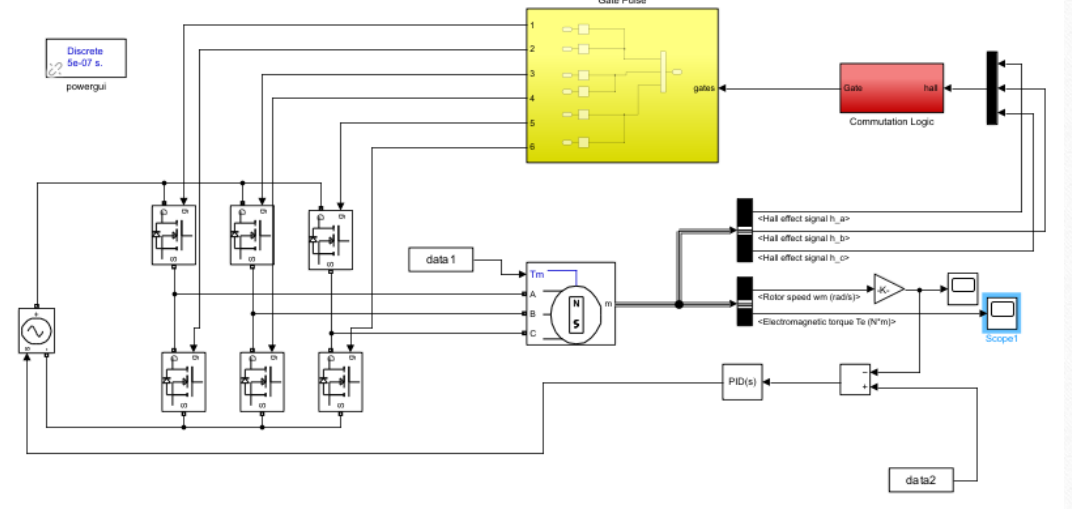 Gate Pulse
Discrete
5e-07 s.
powergui
1
2
3
4
5
6
gates
Gate
hall
Commutation Logic
<Hall effect signal h_a>
<Hall effect signal h_b>
<Hall effect signal h_c>
data1
Tm
A
B
C
m
N
S
<Rotor speed wm (rad/s)>
-K-
<Electromagnetic torque Te (N*m)>
Scope1
PID(s)
−
+
data2
g
S
g
S
g
S
g
S
g
S
g
S
+